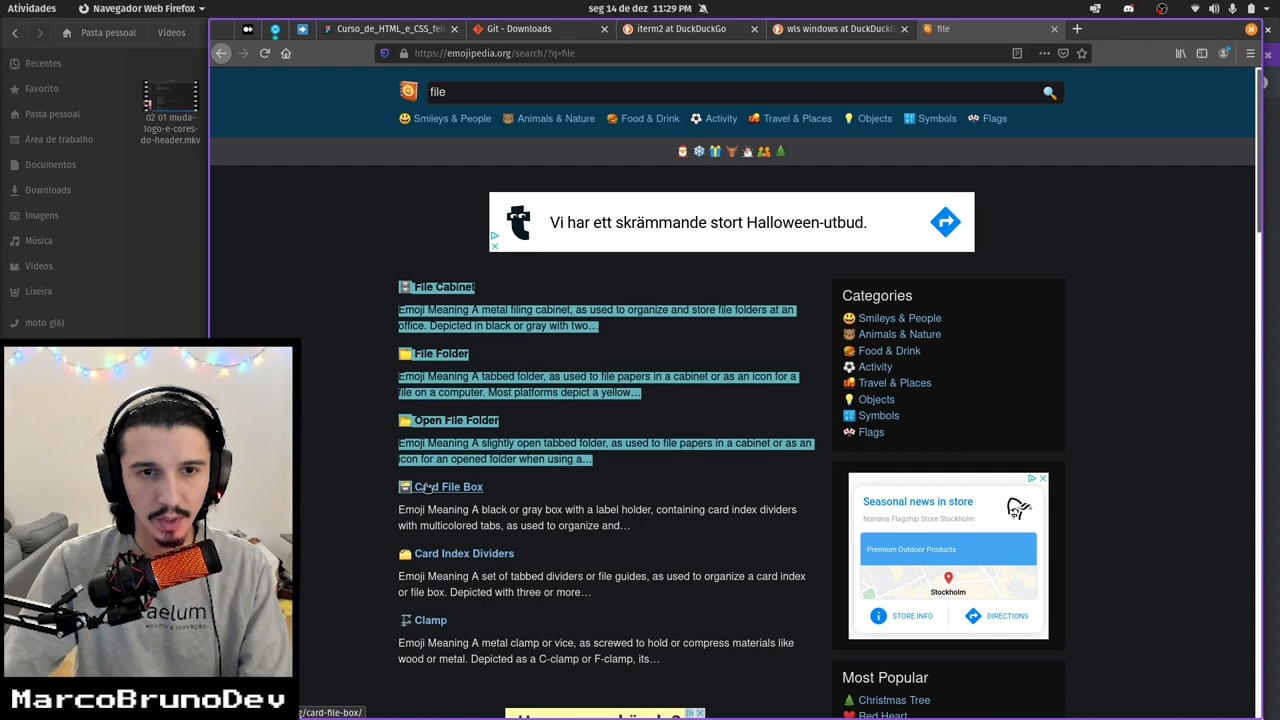 Atividades
Navegador Web Firefox
seg 14 de dez 11:29 PM
Pasta pessoal
Vídeos
Curso_de_HTML_e_CSS_fei
Git - Downloads
iterm2 at DuckDuckGo
wls windows at DuckDuckG
file
https://emojipedia.org/search/?q=file
Recentes
Favorito
Pasta pessoal
Área de trabalho
Documentos
Downloads
Imagens
Música
Vídeos
Lixeira
moto g(6)
02 01 muda-
logo-e-cores-
do-header.mkv
file
Smileys & People
Animals & Nature
Food & Drink
Activity
Travel & Places
Objects
Symbols
Flags
Vi har ett skrämmande stort Halloween-utbud.
File Cabinet
Emoji Meaning A metal filing cabinet, as used to organize and store file folders at an
office. Depicted in black or gray with two…
File Folder
Emoji Meaning A tabbed folder, as used to file papers in a cabinet or as an icon for a
file on a computer. Most platforms depict a yellow…
Open File Folder
Emoji Meaning A slightly open tabbed folder, as used to file papers in a cabinet or as an
icon for an opened folder when using a…
Card File Box
Emoji Meaning A black or gray box with a label holder, containing card index dividers
with multicolored tabs, as used to organize and…
Card Index Dividers
Emoji Meaning A set of tabbed dividers or file guides, as used to organize a card index
or file box. Depicted with three or more…
Clamp
Emoji Meaning A metal clamp or vice, as screwed to hold or compress materials like
wood or metal. Depicted as a C-clamp or F-clamp, its…
Categories
Smileys & People
Animals & Nature
Food & Drink
Activity
Travel & Places
Objects
Symbols
Flags
Seasonal news in store
Norrøna Flagship Store Stockholm
Premium Outdoor Products
Stockholm
STORE INFO
DIRECTIONS
Most Popular
Christmas Tree
Red Heart
aelum
MarcoBrunoDev
g/card-file-box/